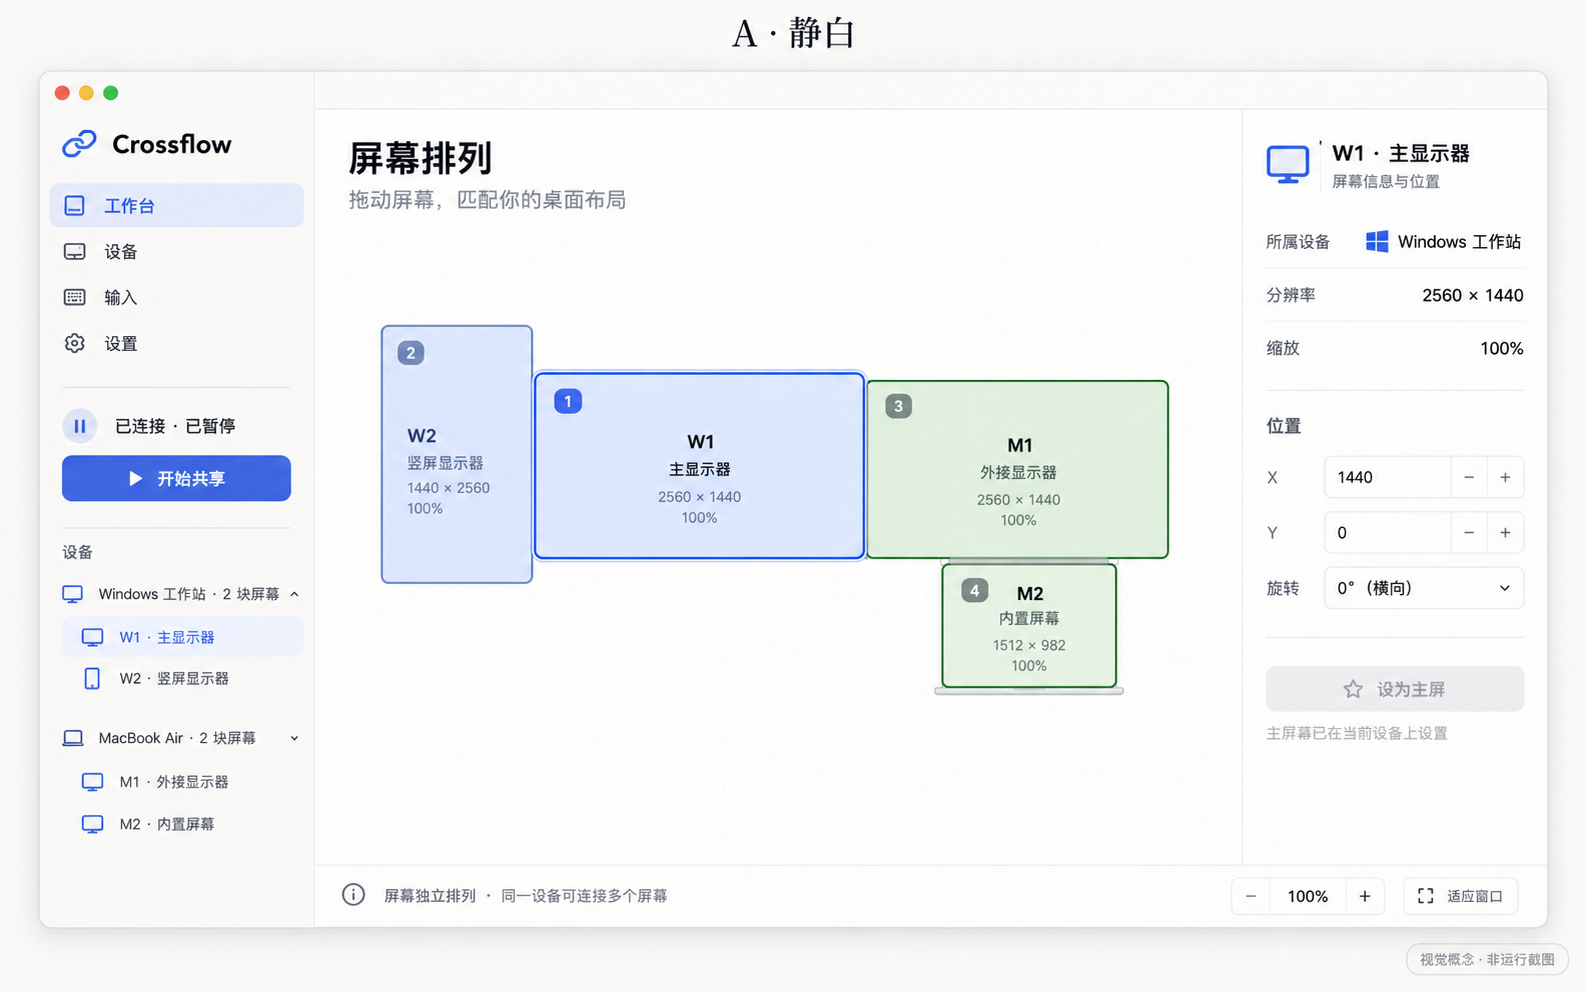 A · 静白
Crossflow
工作台
设备
输入
设置
已连接 · 已暂停
开始共享
设备
Windows 工作站 · 2 块屏幕
W1 · 主显示器
W2 · 竖屏显示器
MacBook Air · 2 块屏幕
M1 · 外接显示器
M2 · 内置屏幕
屏幕排列
拖动屏幕，匹配你的桌面布局
2
W2
竖屏显示器
1440 × 2560
100%
1
W1
主显示器
2560 × 1440
100%
3
M1
外接显示器
2560 × 1440
100%
4
M2
内置屏幕
1512 × 982
100%
屏幕独立排列 · 同一设备可连接多个屏幕
100%
适应窗口
W1 · 主显示器
屏幕信息与位置
所属设备 Windows 工作站
分辨率 2560 × 1440
缩放 100%
位置
X 1440 − +
Y 0 − +
旋转 0°（横向）
设为主屏
主屏幕已在当前设备上设置
视觉概念 · 非运行截图